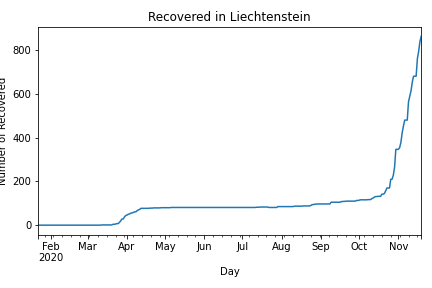 Recovered in Liechtenstein
Number of Recovered
800
600
400
200
0
Feb Mar Apr May Jun Jul Aug Sep Oct Nov
2020
Day